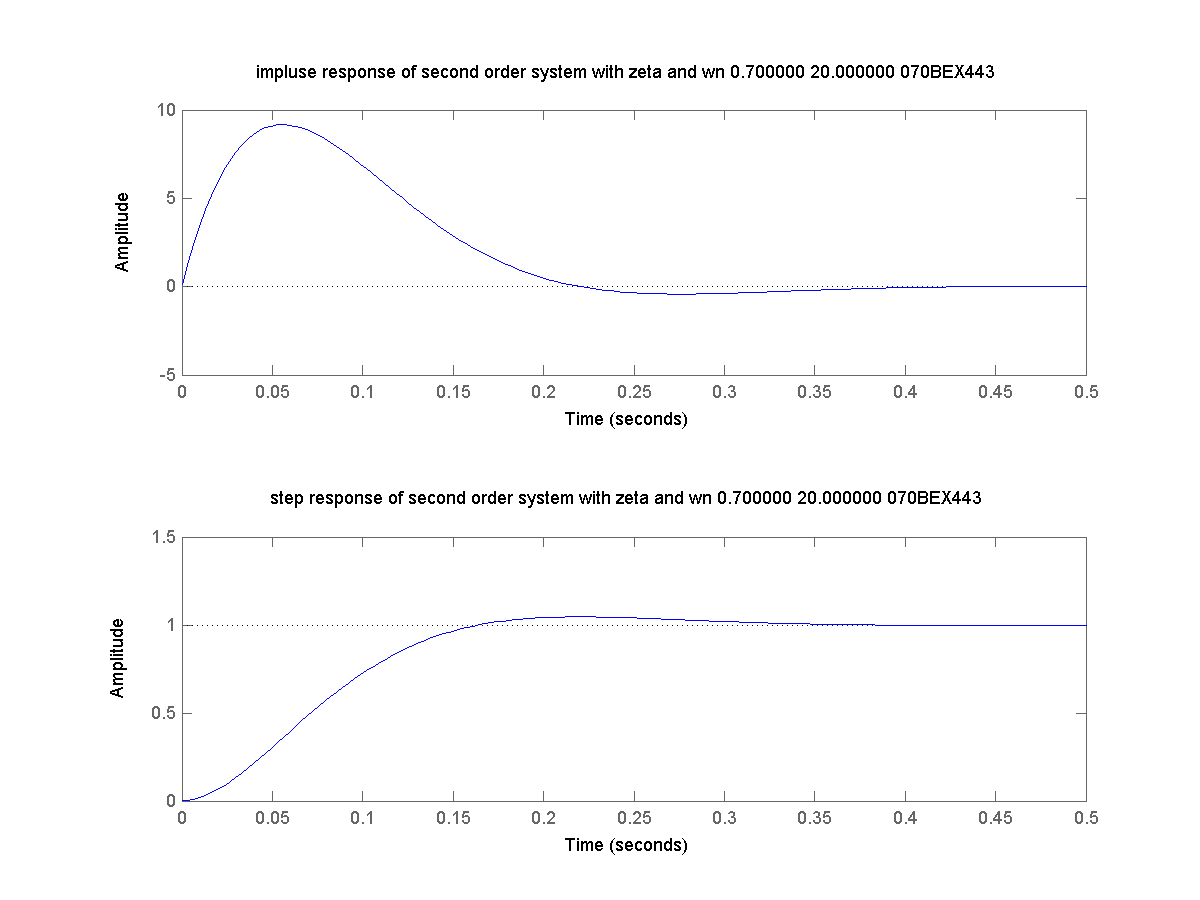 impluse response of second order system with zeta and wn 0.700000 20.000000 070BEX443
10
5
0
-5
Amplitude
0 0.05 0.1 0.15 0.2 0.25 0.3 0.35 0.4 0.45 0.5
Time (seconds)
step response of second order system with zeta and wn 0.700000 20.000000 070BEX443
1.5
1
0.5
0
Amplitude
0 0.05 0.1 0.15 0.2 0.25 0.3 0.35 0.4 0.45 0.5
Time (seconds)